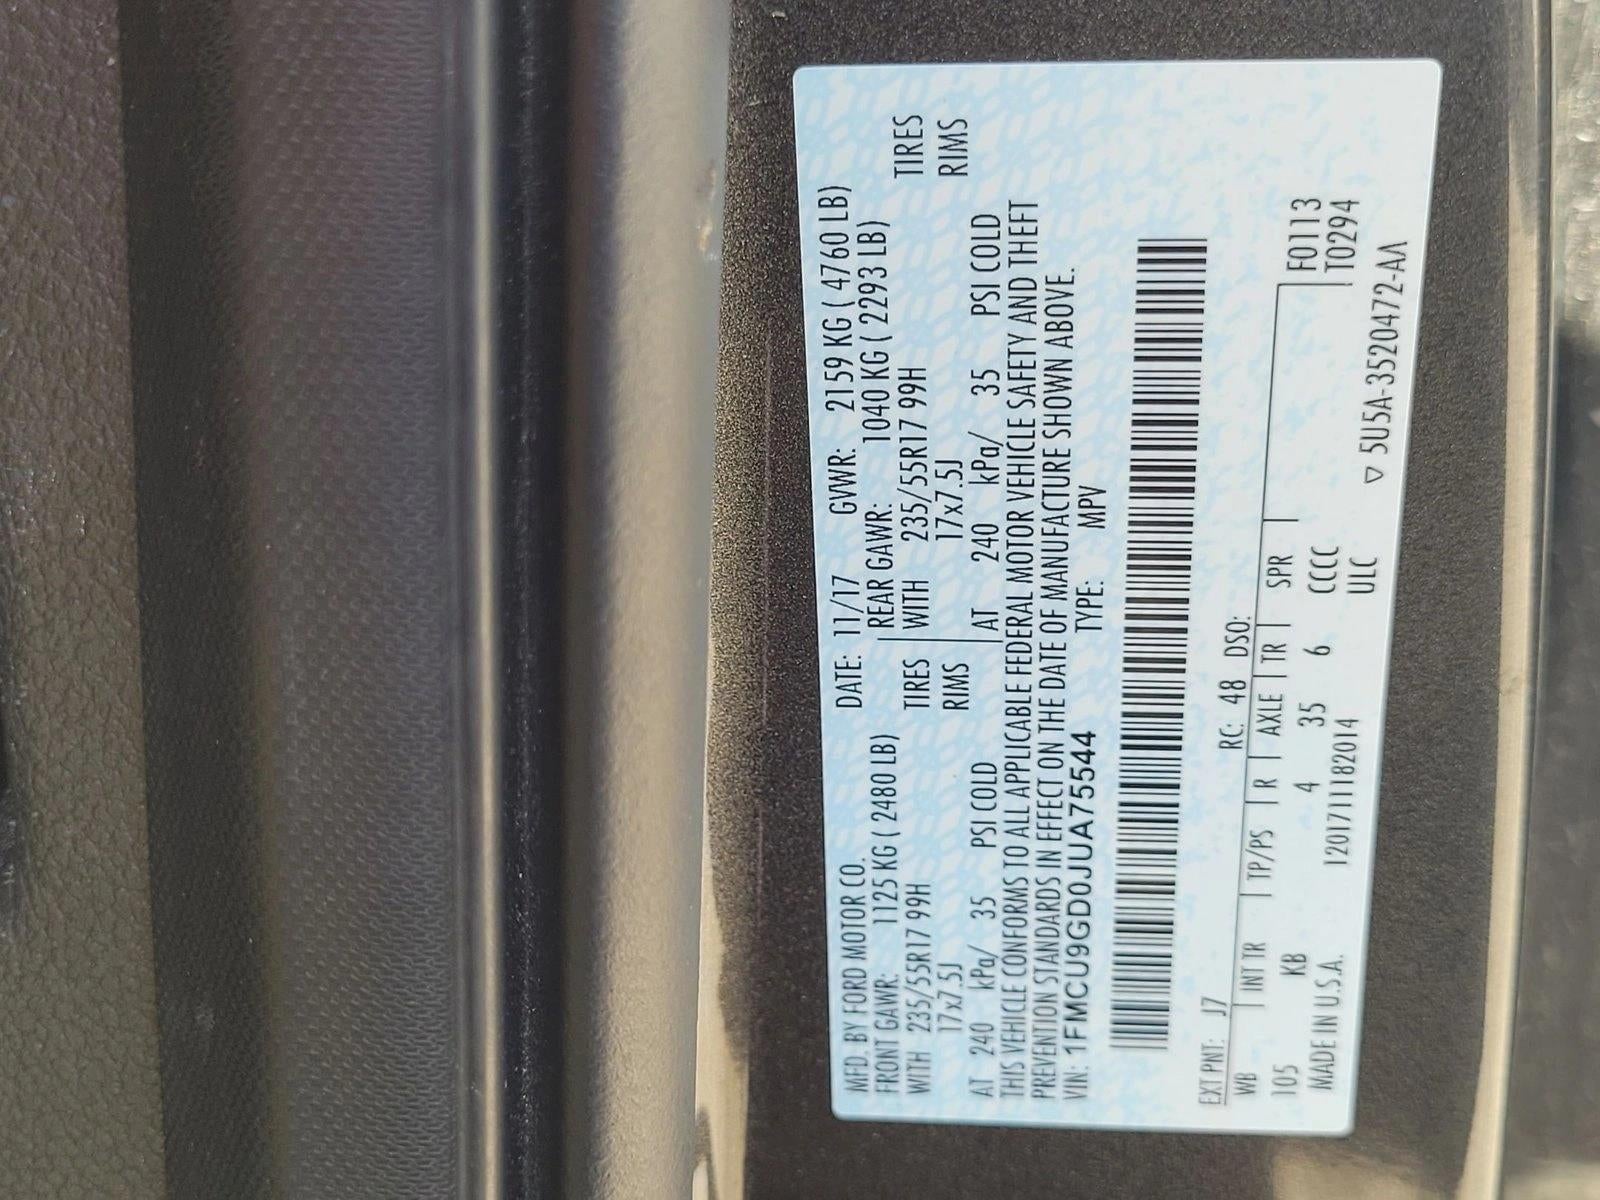 MFD. BY FORD MOTOR CO. DATE: 11/17 GVWR: 2159 KG ( 4760 LB)
FRONT GAWR: 1125 KG ( 2480 LB) REAR GAWR: 1040 KG ( 2293 LB)
WITH 235/55R17 99H TIRES WITH 235/55R17 99H TIRES
17x7.5J RIMS 17x7.5J RIMS
AT 240 kPa/ 35 PSI COLD AT 240 kPa/ 35 PSI COLD
THIS VEHICLE CONFORMS TO ALL APPLICABLE FEDERAL MOTOR VEHICLE SAFETY AND THEFT
PREVENTION STANDARDS IN EFFECT ON THE DATE OF MANUFACTURE SHOWN ABOVE.
VIN: 1FMCU9GD0JUA75544 TYPE: MPV
EXT PNT: J7 RC: 48 DSO:
WB INT TR TP/PS R AXLE TR SPR F0113
105 KB 4 35 6 CCCC T0294
MADE IN U.S.A. 1201711182014 ULC
▽ 5U5A-3520472-AA